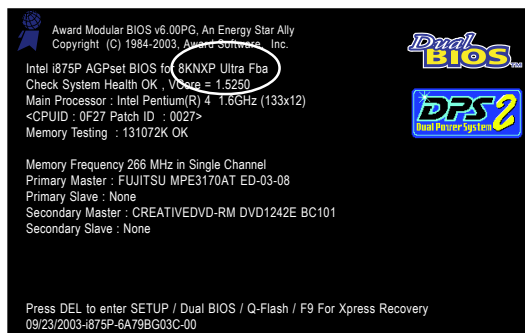 Award Modular BIOS v6.00PG, An Energy Star Ally
Copyright (C) 1984-2003, Award Software, Inc.
Dual
BIOS
TM
Intel i875P AGPset BIOS for 8KNXP Ultra Fba
Check System Health OK , VCore = 1.5250
Main Processor : Intel Pentium(R) 4 1.6GHz (133x12)
<CPUID : 0F27 Patch ID : 0027>
Memory Testing : 131072K OK
DPS 2
Dual Power System
Memory Frequency 266 MHz in Single Channel
Primary Master : FUJITSU MPE3170AT ED-03-08
Primary Slave : None
Secondary Master : CREATIVEDVD-RM DVD1242E BC101
Secondary Slave : None
Press DEL to enter SETUP / Dual BIOS / Q-Flash / F9 For Xpress Recovery
09/23/2003-i875P-6A79BG03C-00